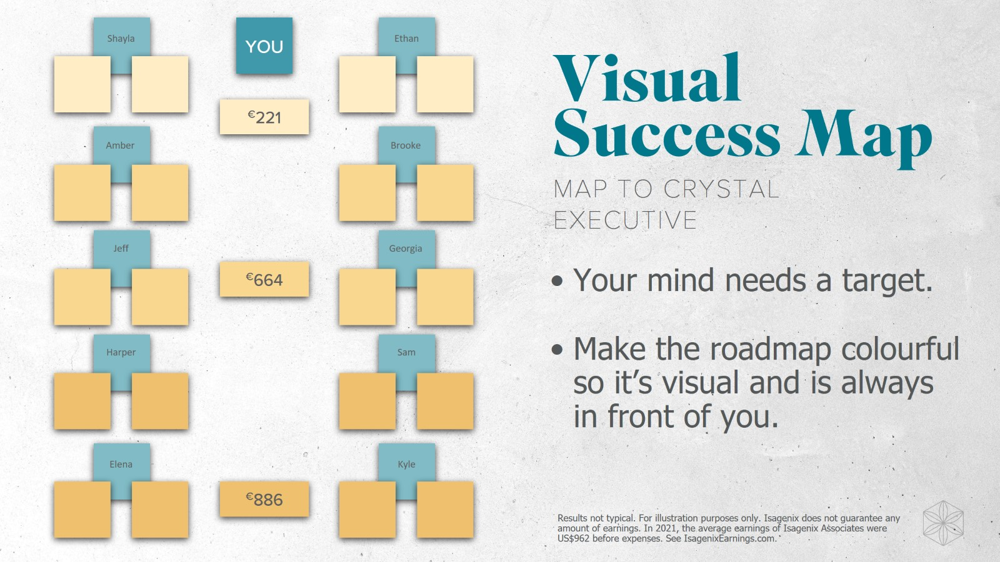 Shayla
YOU
Ethan
€221
Amber
Brooke
Jeff
Georgia
€664
Harper
Sam
Elena
Kyle
€886
Visual
Success Map
MAP TO CRYSTAL
EXECUTIVE
• Your mind needs a target.
• Make the roadmap colourful
so it’s visual and is always
in front of you.
Results not typical. For illustration purposes only. Isagenix does not guarantee any
amount of earnings. In 2021, the average earnings of Isagenix Associates were
US$962 before expenses. See IsagenixEarnings.com.